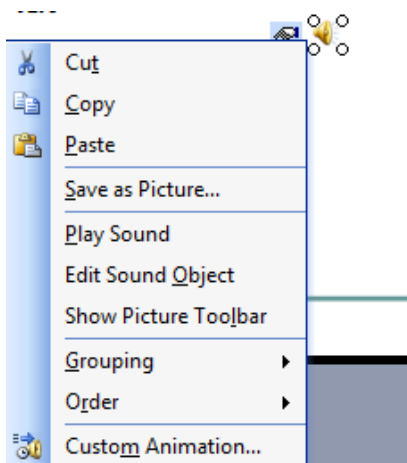 Cut
Copy
Paste
Save as Picture...
Play Sound
Edit Sound Object
Show Picture Toolbar
Grouping
Order
Custom Animation...